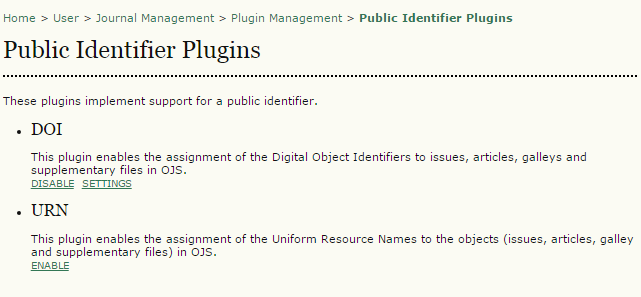 Home > User > Journal Management > Plugin Management > Public Identifier Plugins
Public Identifier Plugins
These plugins implement support for a public identifier.
DOI
This plugin enables the assignment of the Digital Object Identifiers to issues, articles, galleys and
supplementary files in OJS.
DISABLE SETTINGS
URN
This plugin enables the assignment of the Uniform Resource Names to the objects (issues, articles, galley
and supplementary files) in OJS.
ENABLE